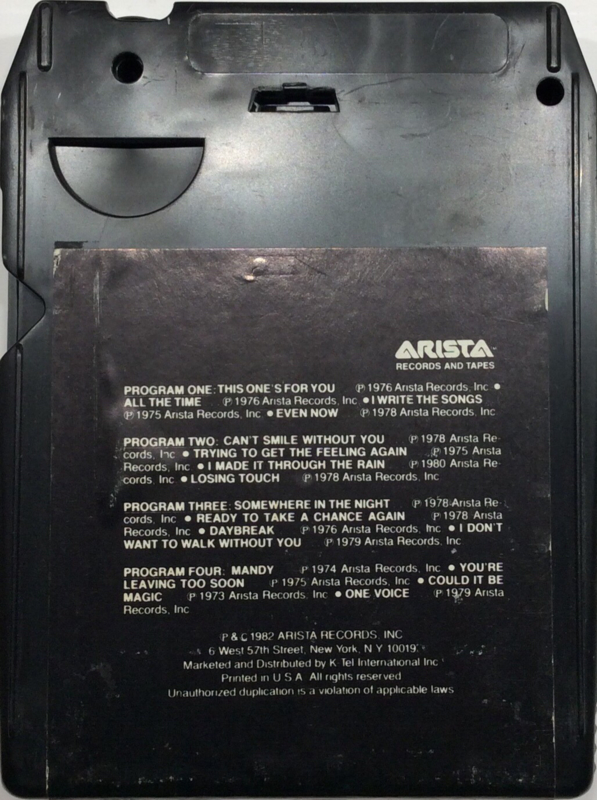 ARISTA™
RECORDS AND TAPES
PROGRAM ONE: THIS ONE'S FOR YOU ℗ 1976 Arista Records, Inc •
ALL THE TIME ℗ 1976 Arista Records, Inc. • I WRITE THE SONGS
℗ 1975 Arista Records, Inc • EVEN NOW ℗ 1978 Arista Records, Inc
PROGRAM TWO: CAN'T SMILE WITHOUT YOU ℗ 1978 Arista Re-
cords, Inc • TRYING TO GET THE FEELING AGAIN ℗ 1975 Arista
Records, Inc. • I MADE IT THROUGH THE RAIN ℗ 1980 Arista Re-
cords, Inc • LOSING TOUCH ℗ 1978 Arista Records, Inc
PROGRAM THREE: SOMEWHERE IN THE NIGHT ℗ 1978 Arista Re-
cords, Inc • READY TO TAKE A CHANCE AGAIN ℗ 1978 Arista
Records, Inc • DAYBREAK ℗ 1976 Arista Records, Inc • I DON'T
WANT TO WALK WITHOUT YOU ℗ 1979 Arista Records, Inc
PROGRAM FOUR: MANDY ℗ 1974 Arista Records, Inc. • YOU'RE
LEAVING TOO SOON ℗ 1975 Arista Records, Inc. • COULD IT BE
MAGIC ℗ 1973 Arista Records, Inc • ONE VOICE ℗ 1979 Arista
Records, Inc
℗ & © 1982 ARISTA RECORDS, INC
6 West 57th Street, New York, N Y 10019
Marketed and Distributed by K Tel International Inc
Printed in U S A All rights reserved
Unauthorized duplication is a violation of applicable laws